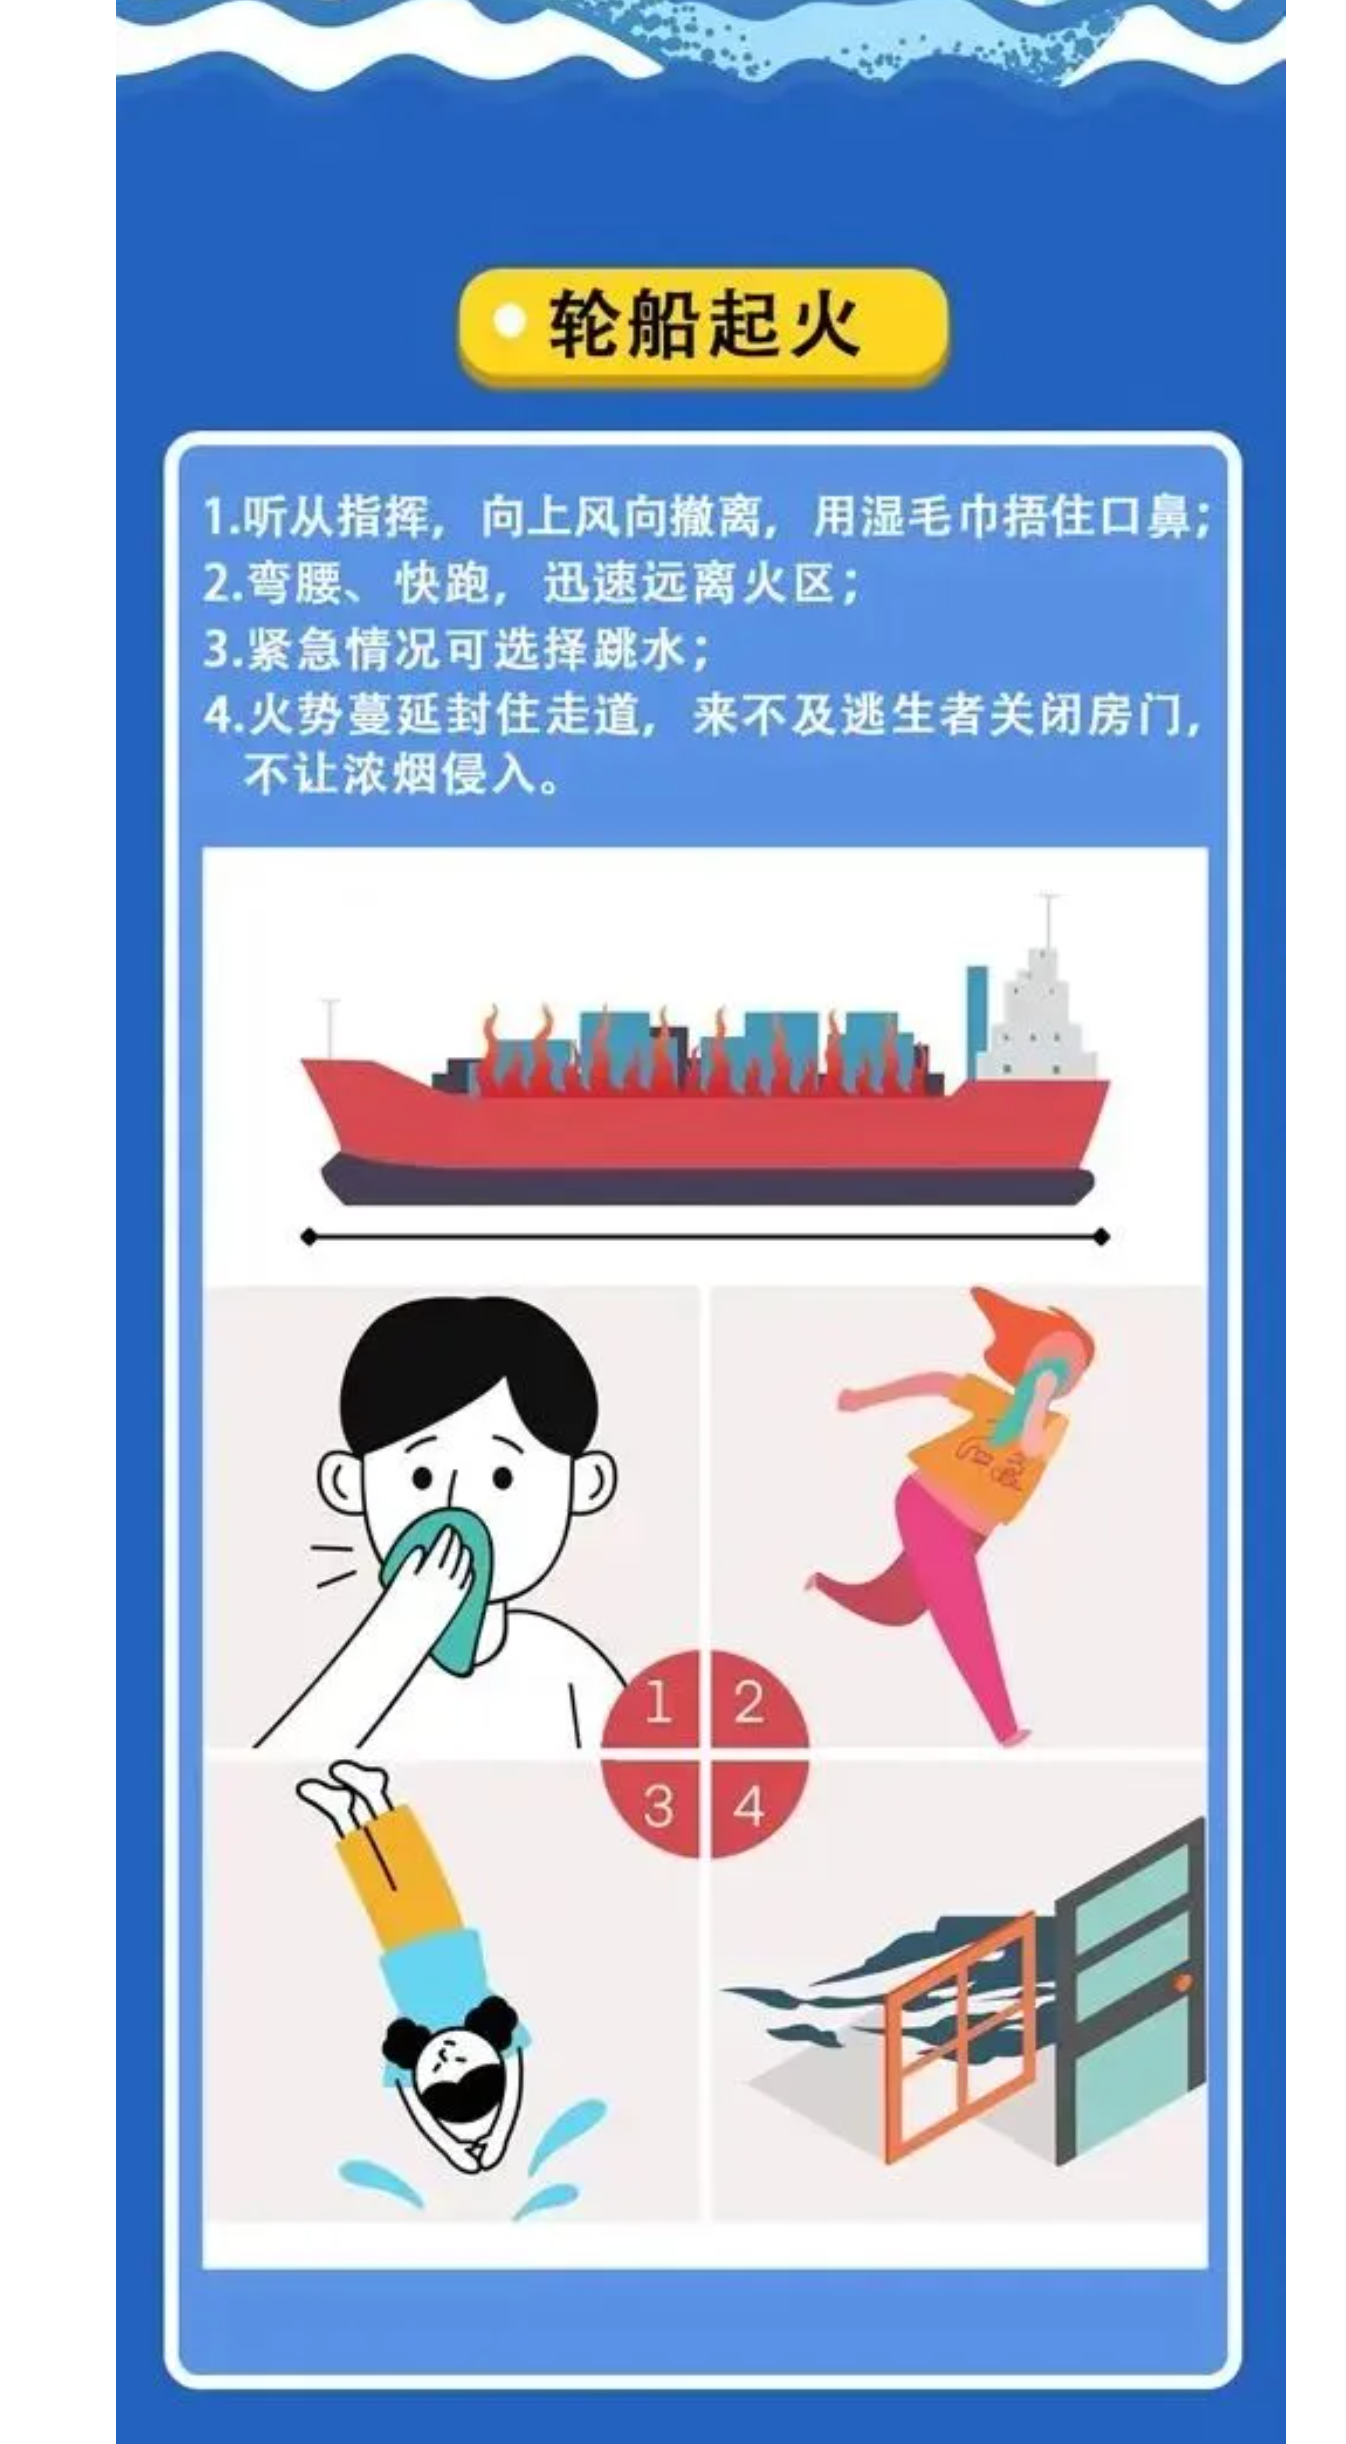 轮船起火
1.听从指挥，向上风向撤离，用湿毛巾捂住口鼻；
2.弯腰、快跑，迅速远离火区；
3.紧急情况可选择跳水；
4.火势蔓延封住走道，来不及逃生者关闭房门，
不让浓烟侵入。
1 2
3 4